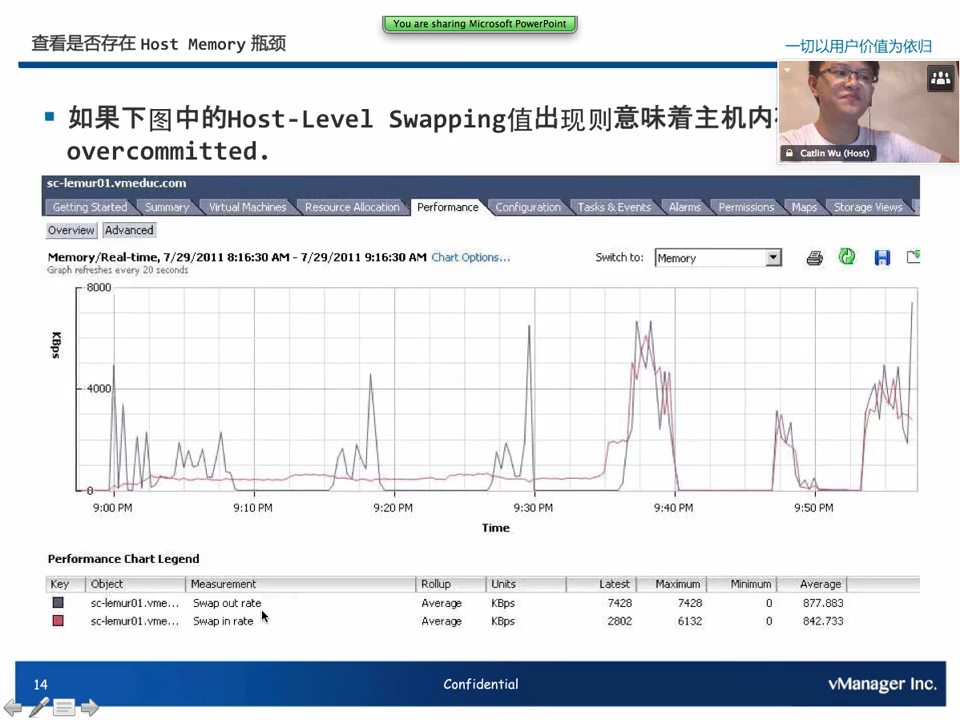 You are sharing Microsoft PowerPoint
查看是否存在 Host Memory 瓶颈
一切以用户价值为依归
Catlin Wu (Host)
如果下图中的Host-Level Swapping值出现则意味着主机内
overcommitted.
sc-lemur01.vmeduc.com
Getting Started Summary Virtual Machines Resource Allocation Performance Configuration Tasks & Events Alarms Permissions Maps Storage Views
Overview Advanced
Memory/Real-time, 7/29/2011 8:16:30 AM - 7/29/2011 9:16:30 AM Chart Options... Switch to: Memory
Graph refreshes every 20 seconds
8000
KBps
4000
0
9:00 PM 9:10 PM 9:20 PM 9:30 PM 9:40 PM 9:50 PM
Time
Performance Chart Legend
Key Object Measurement Rollup Units Latest Maximum Minimum Average
sc-lemur01.vme... Swap out rate Average KBps 7428 7428 0 877.883
sc-lemur01.vme... Swap in rate Average KBps 2802 6132 0 842.733
14 Confidential vManager Inc.